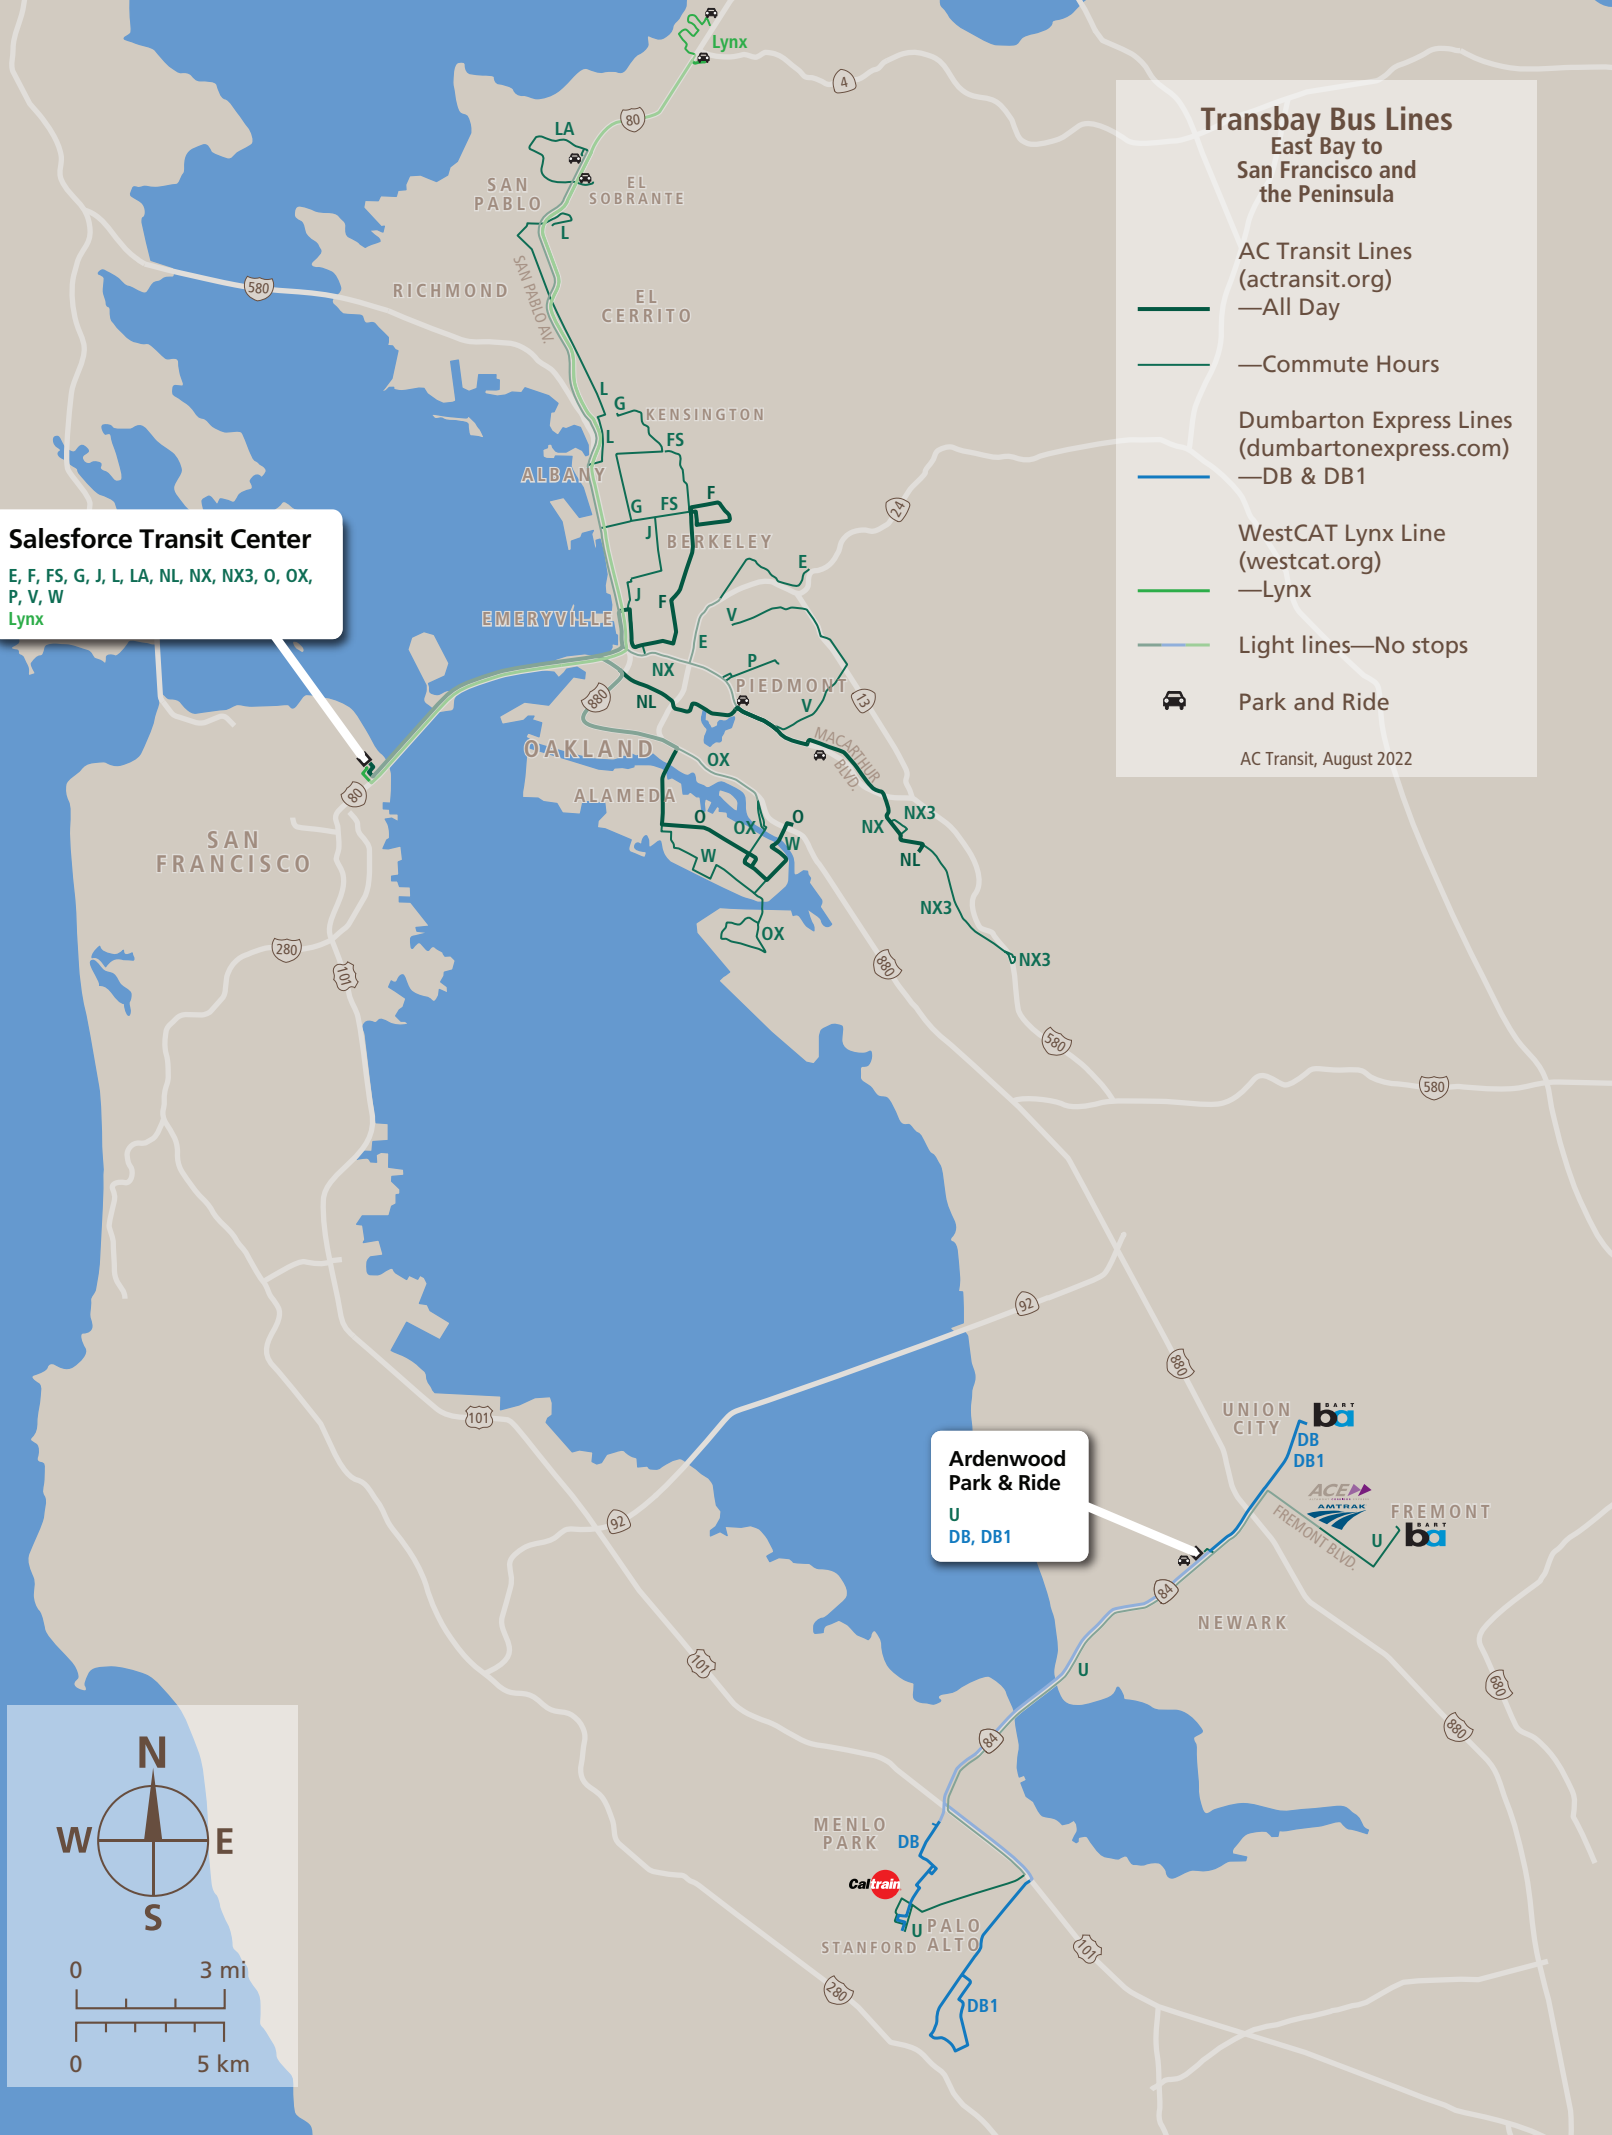 Lynx
4
80
LA
SAN
PABLO
EL
SOBRANTE
L
580
RICHMOND
SAN PABLO AV.
EL
CERRITO
L
G
KENSINGTON
L
FS
ALBANY
F
G
FS
J
BERKELEY
24
E
J
F
EMERYVILLE
V
E
P
NX
PIEDMONT
NL
880
V
13
OAKLAND
MACARTHUR
BLVD.
OX
ALAMEDA
80
O
OX
O
W
NX3
NX
W
NL
NX3
SAN
FRANCISCO
OX
280
101
880
NX3
580
580
Transbay Bus Lines
East Bay to
San Francisco and
the Peninsula
AC Transit Lines
(actransit.org)
—All Day
—Commute Hours
Dumbarton Express Lines
(dumbartonexpress.com)
—DB & DB1
WestCAT Lynx Line
(westcat.org)
—Lynx
Light lines—No stops
Park and Ride
AC Transit, August 2022
Salesforce Transit Center
E, F, FS, G, J, L, LA, NL, NX, NX3, O, OX,
P, V, W
Lynx
92
880
101
UNION
CITY
BART
ba
DB
DB1
Ardenwood
Park & Ride
U
DB, DB1
ACE
AMTRAK
FREMONT
BART
ba
FREMONT BLVD.
U
92
84
NEWARK
101
U
680
880
84
MENLO
PARK
DB
Caltrain
U
PALO
ALTO
STANFORD
101
280
DB1
N
W
E
S
0
3 mi
0
5 km